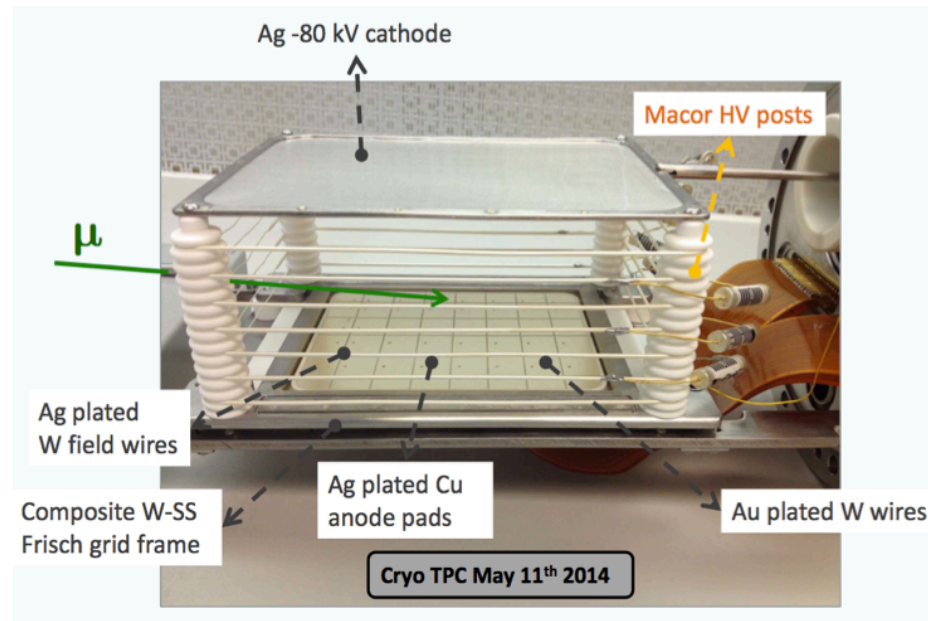 Ag -80 kV cathode
Macor HV posts
μ
Ag plated
W field wires
Ag plated Cu
anode pads
Composite W-SS
Frisch grid frame
Au plated W wires
Cryo TPC May 11th 2014